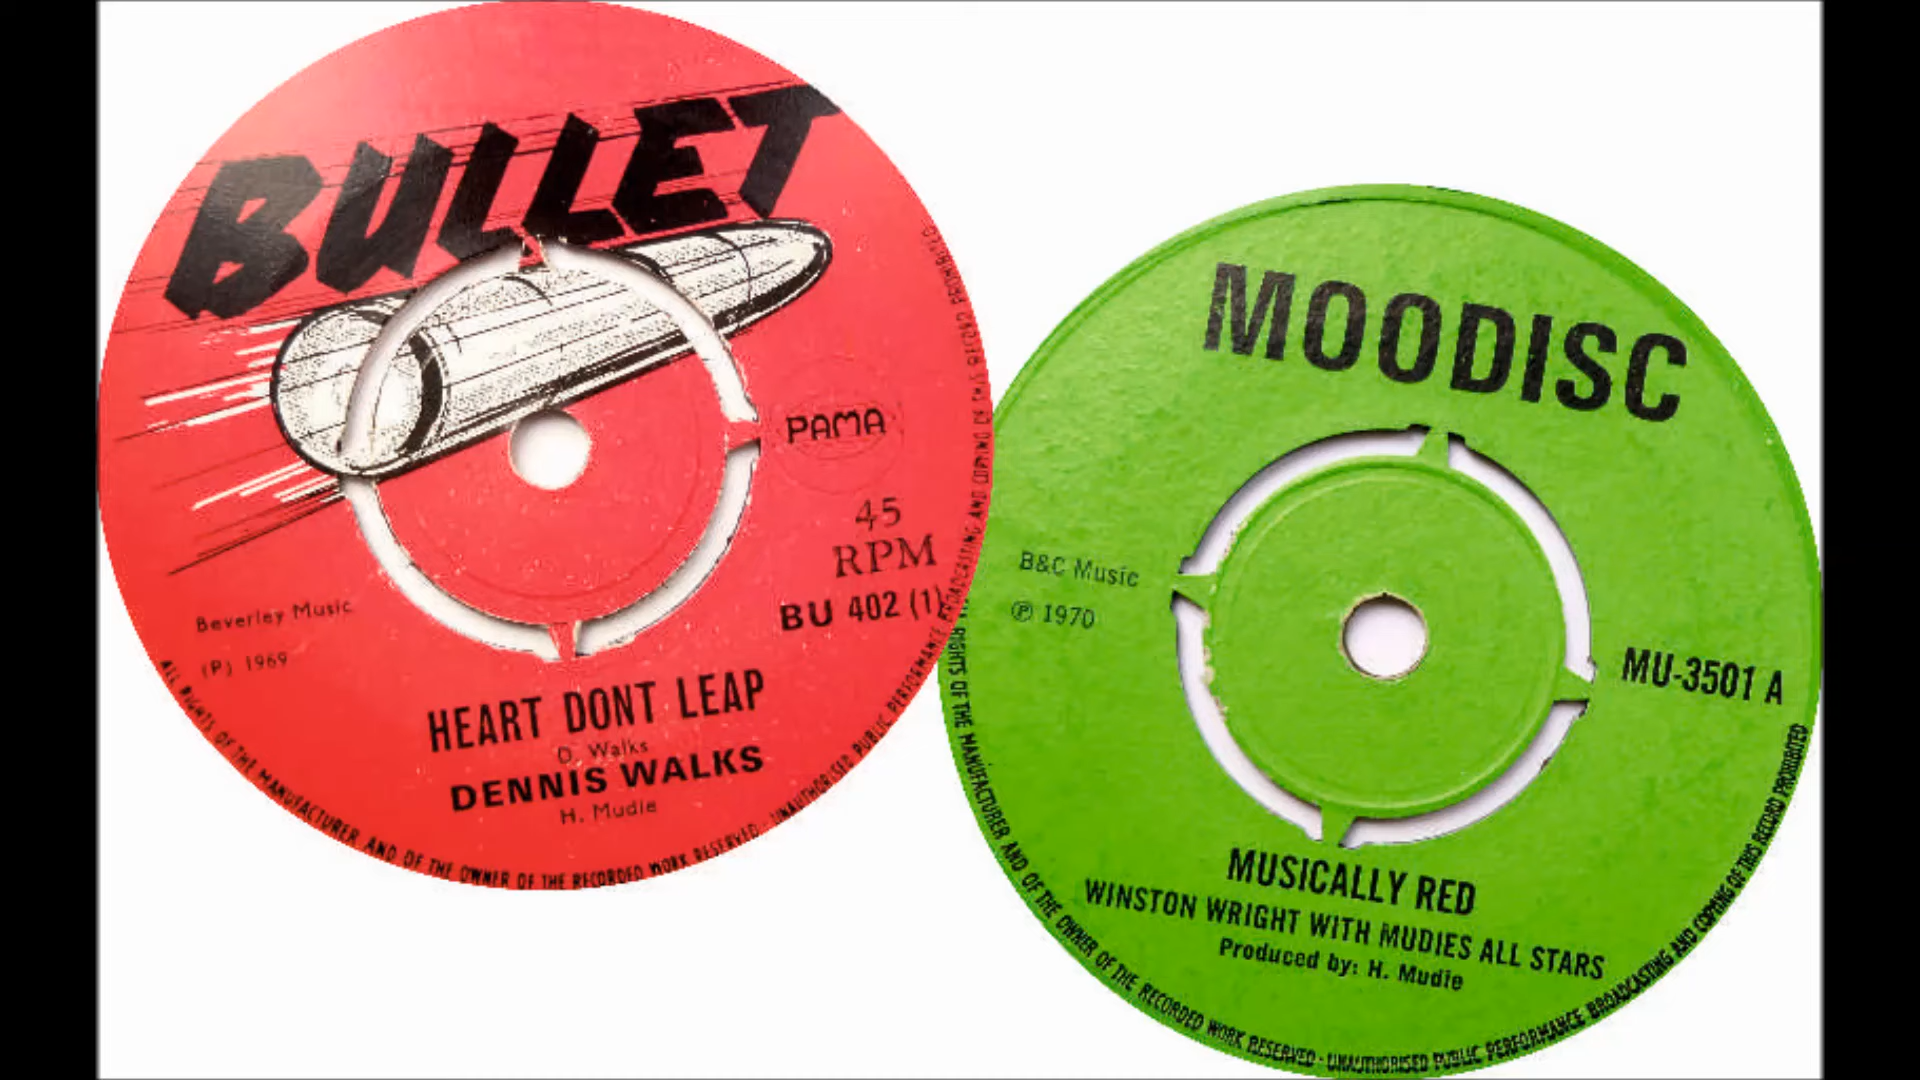 BULLET
PAMA
45
RPM
BU 402 (1)
Beverley Music
(P) 1969
HEART DONT LEAP
D. Walks
DENNIS WALKS
H. Mudie
ALL RIGHTS OF THE MANUFACTURER AND OF THE OWNER OF THE RECORDED WORK RESERVED · UNAUTHORISED PUBLIC PERFORMANCE BROADCASTING AND COPYING OF THIS RECORD PROHIBITED
MOODISC
B&C Music
℗ 1970
MU-3501 A
MUSICALLY RED
WINSTON WRIGHT WITH MUDIES ALL STARS
Produced by: H. Mudie
RIGHTS OF THE MANUFACTURER AND OF THE OWNER OF THE RECORDED WORK RESERVED · UNAUTHORISED PUBLIC PERFORMANCE BROADCASTING AND COPYING OF THIS RECORD PROHIBITED